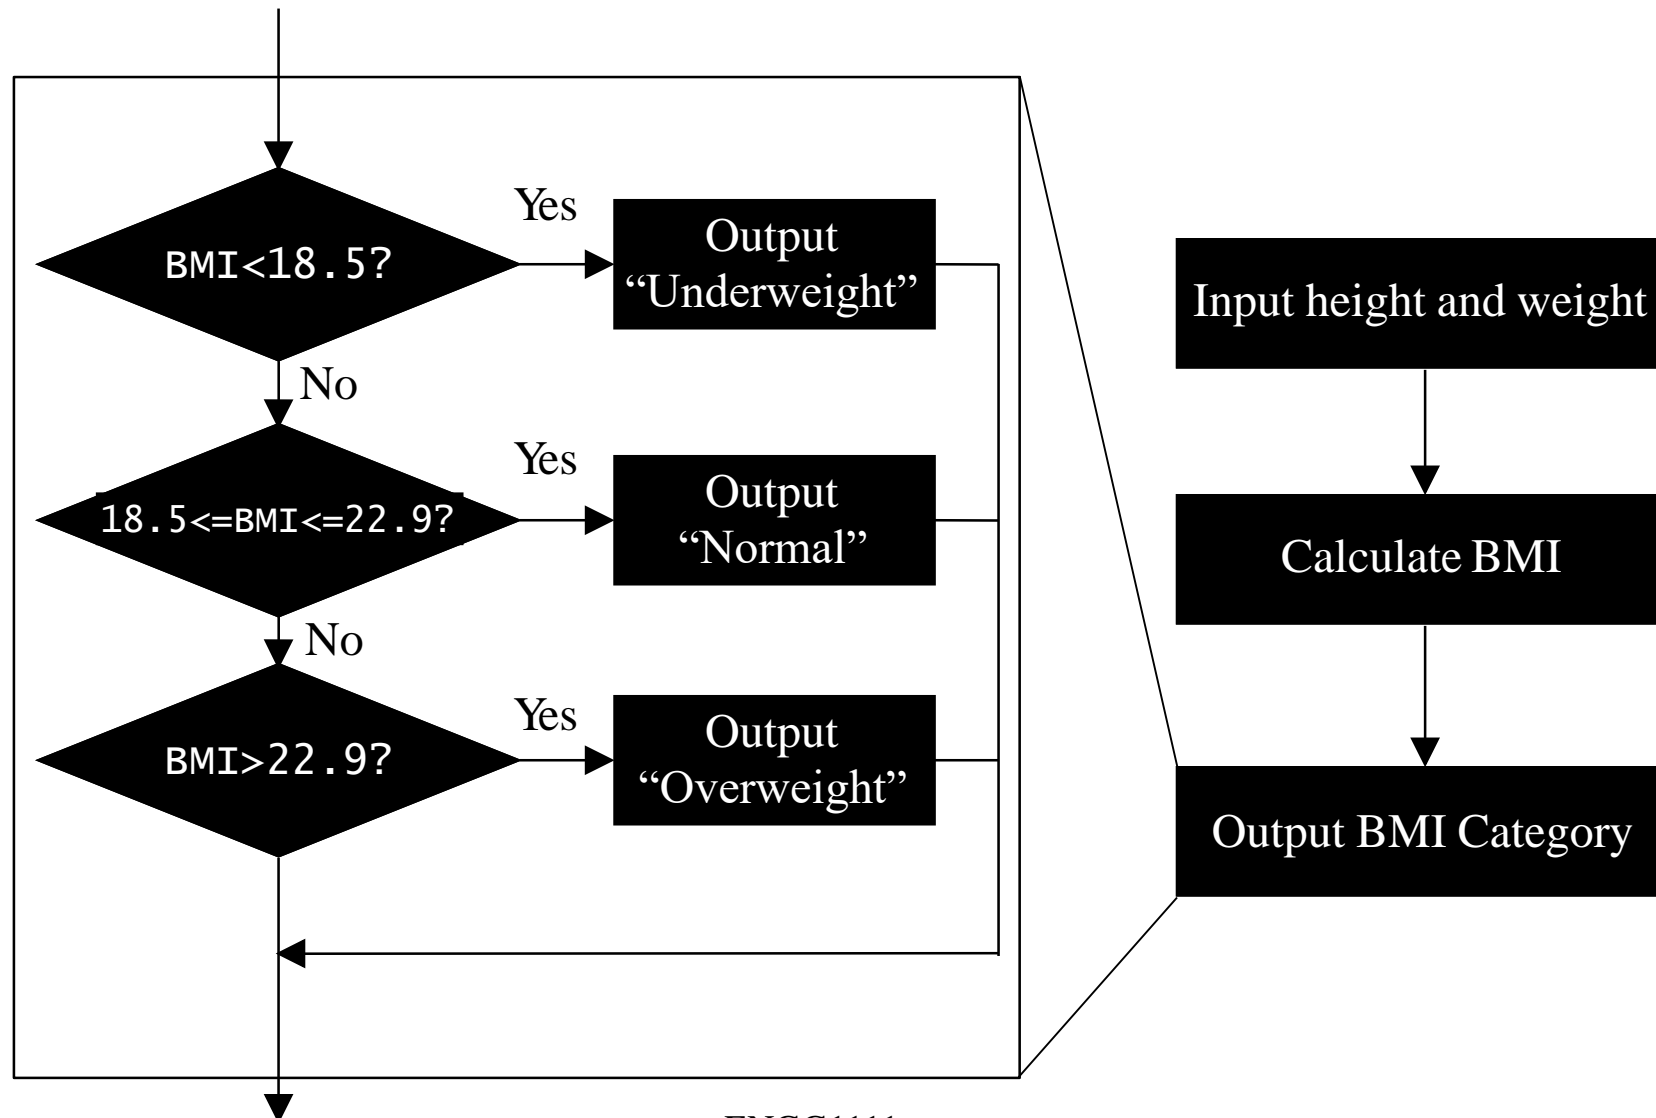 BMI<18.5?
Yes
Output
“Underweight”
No
18.5<=BMI<=22.9?
Yes
Output
“Normal”
No
BMI>22.9?
Yes
Output
“Overweight”
Input height and weight
Calculate BMI
Output BMI Category